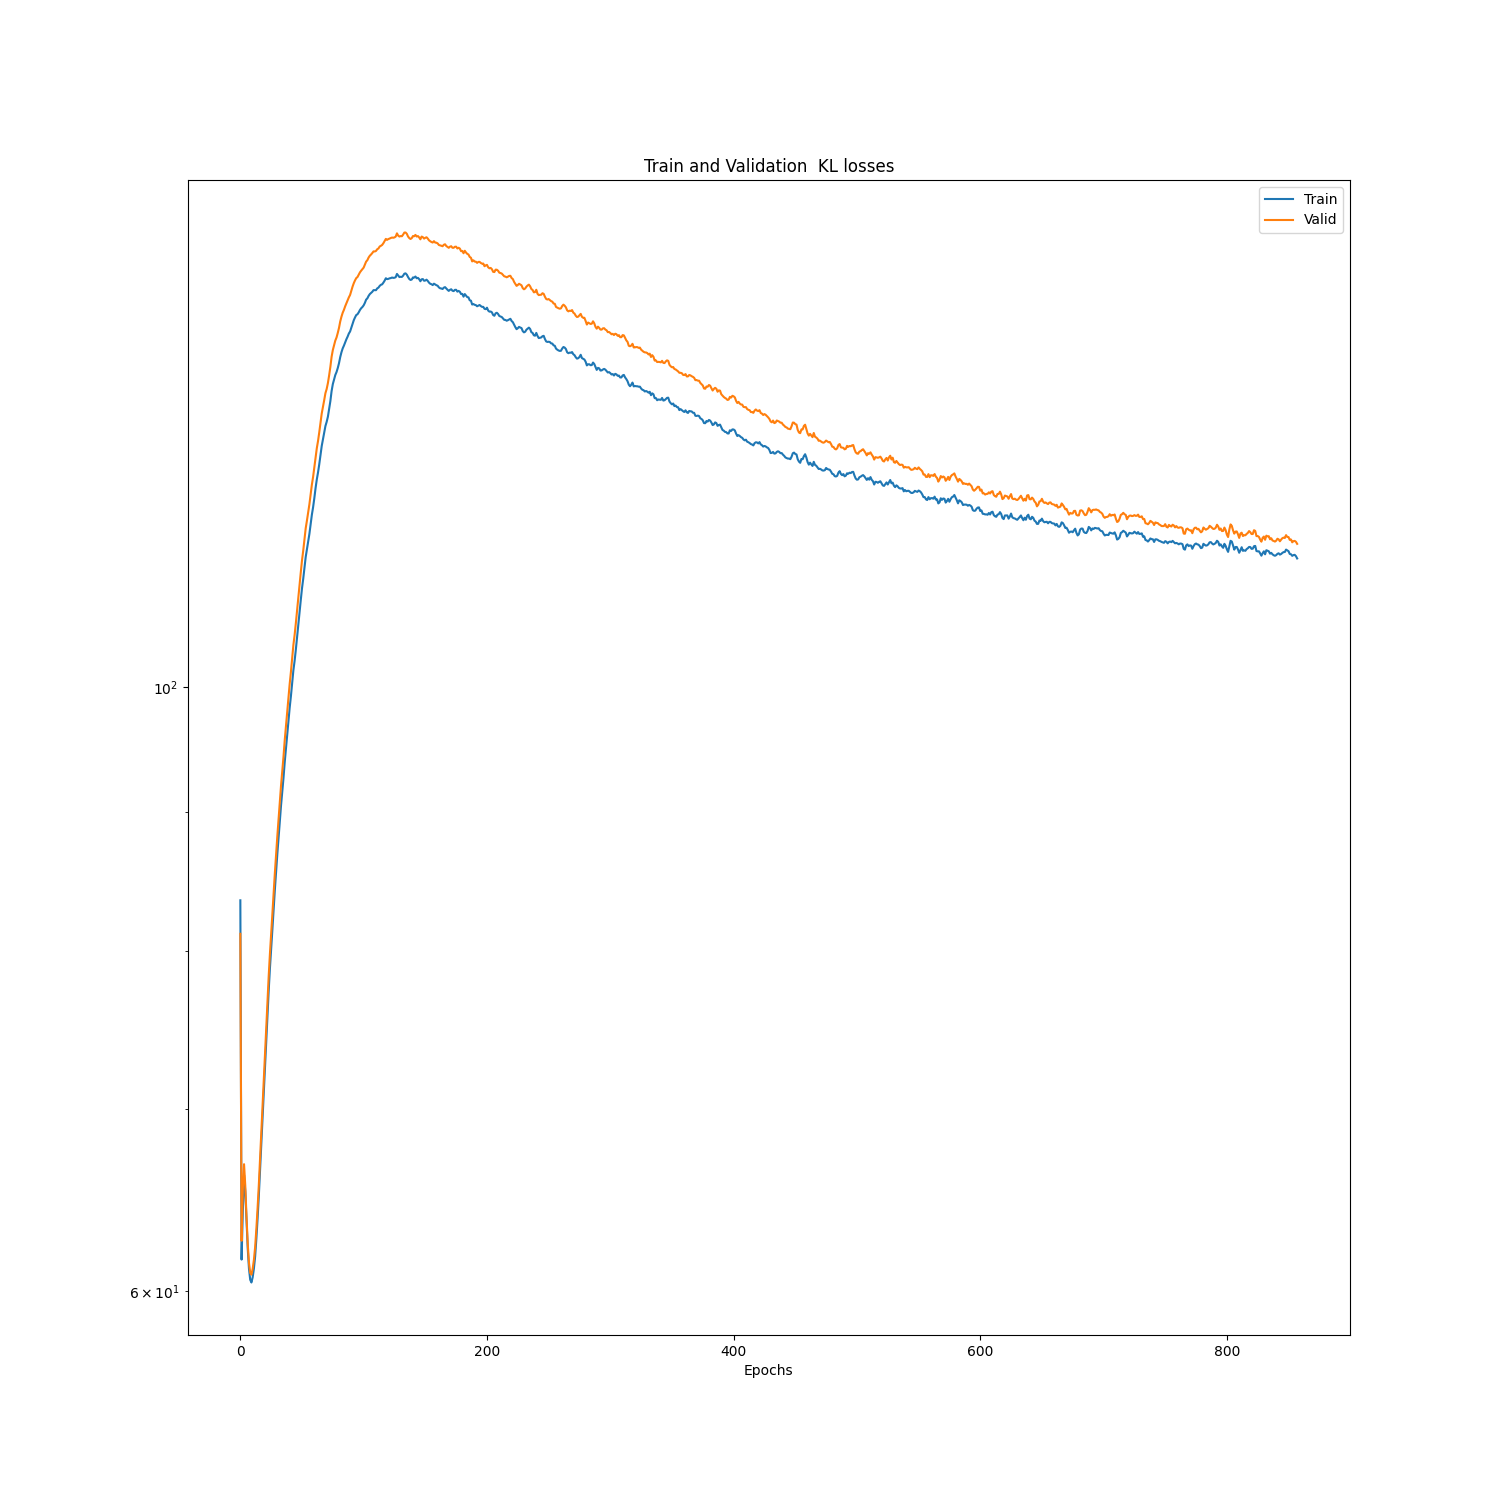 Train and Validation  KL losses
Train
Valid
10²
6 × 10¹
0 200 400 600 800
Epochs